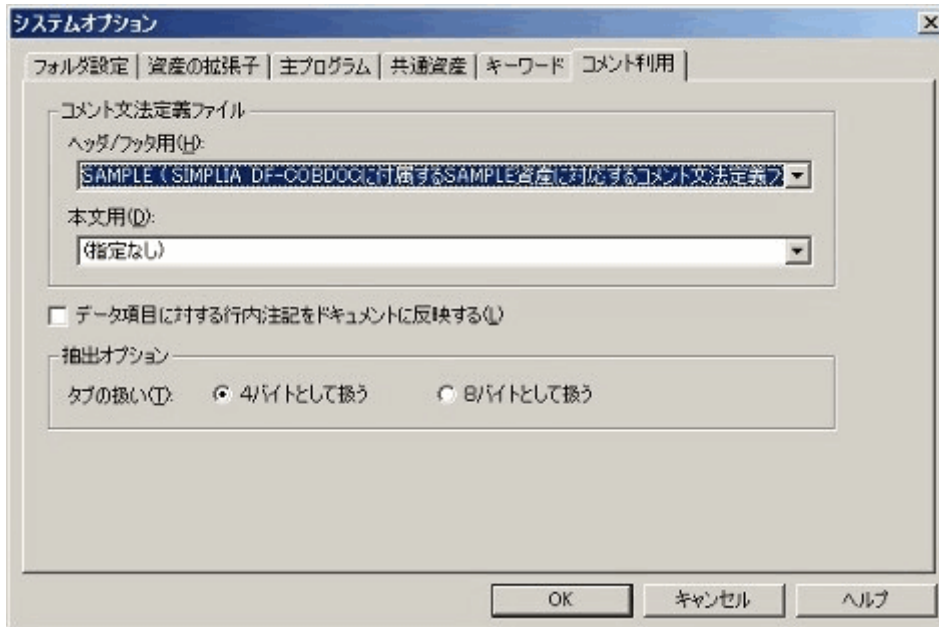 システムオプション
フォルダ設定 資産の拡張子 主プログラム 共通資産 キーワード コメント利用
コメント文法定義ファイル
ヘッダ/フッタ用(H):
SAMPLE ( SIMPLIA DF-COBDOCに付属するSAMPLE資産に対応するコメント文法定義フ
本文用(D):
(指定なし)
データ項目に対する行内注記をドキュメントに反映する(L)
抽出オプション
タブの扱い(T): 4バイトとして扱う 8バイトとして扱う
OK キャンセル ヘルプ